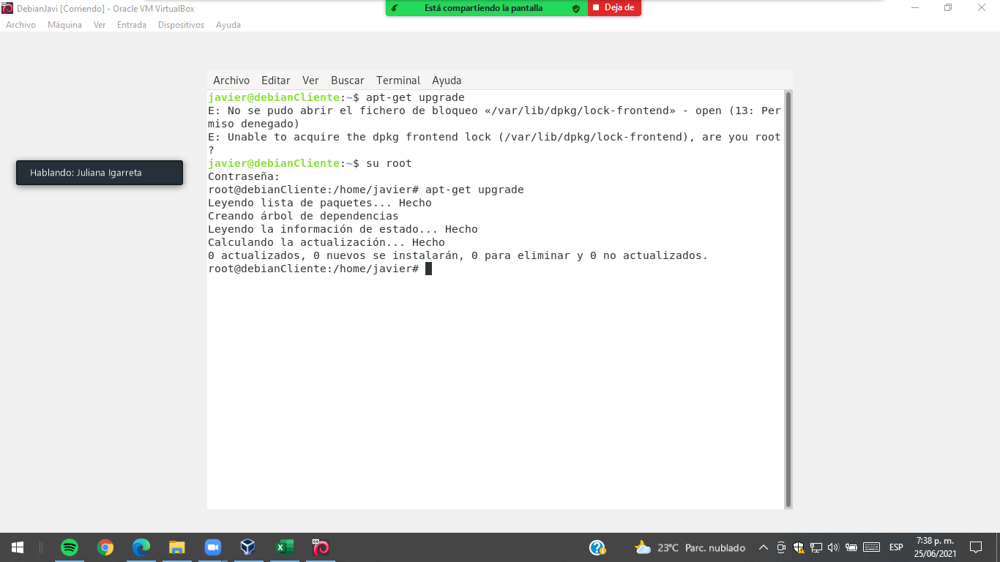 DebianJavi [Corriendo] - Oracle VM VirtualBox
Está compartiendo la pantalla
Deja de
Archivo Máquina Ver Entrada Dispositivos Ayuda
Archivo Editar Ver Buscar Terminal Ayuda
javier@debianCliente:~$ apt-get upgrade
E: No se pudo abrir el fichero de bloqueo «/var/lib/dpkg/lock-frontend» - open (13: Per
miso denegado)
E: Unable to acquire the dpkg frontend lock (/var/lib/dpkg/lock-frontend), are you root
?
javier@debianCliente:~$ su root
Contraseña:
root@debianCliente:/home/javier# apt-get upgrade
Leyendo lista de paquetes... Hecho
Creando árbol de dependencias
Leyendo la información de estado... Hecho
Calculando la actualización... Hecho
0 actualizados, 0 nuevos se instalarán, 0 para eliminar y 0 no actualizados.
root@debianCliente:/home/javier#
Hablando: Juliana Igarreta
23°C Parc. nublado
ESP
7:38 p. m.
25/06/2021